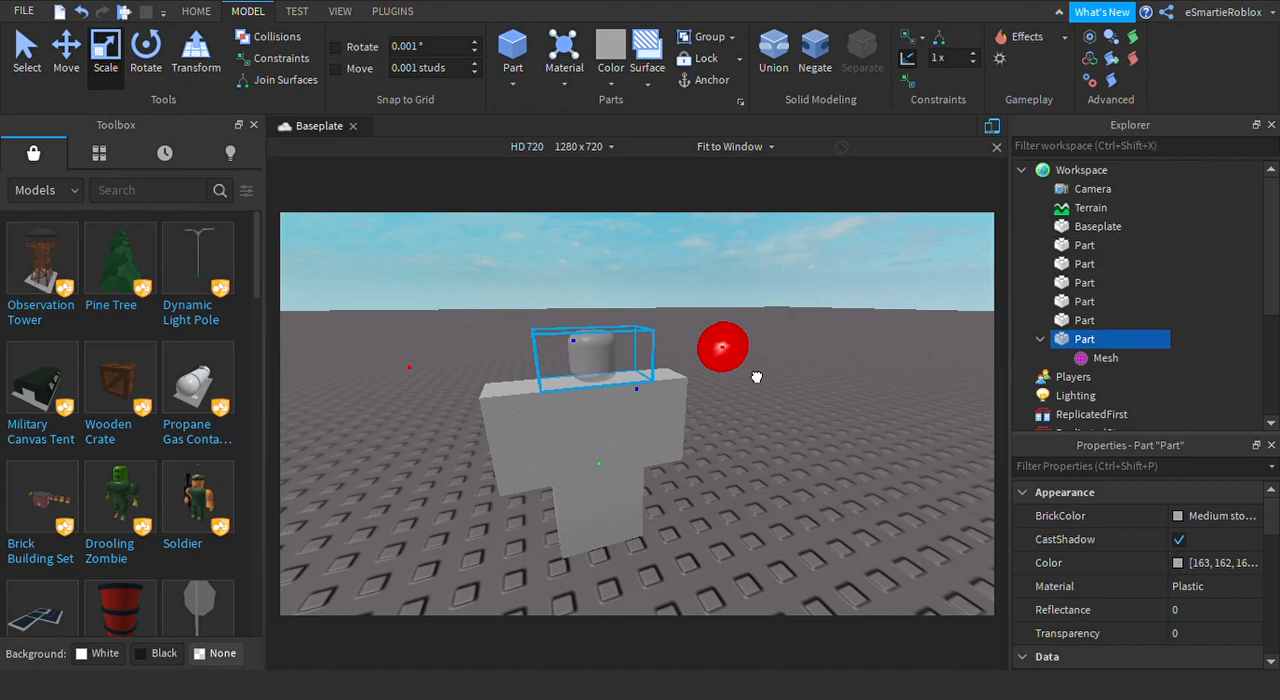 FILE HOME MODEL TEST VIEW PLUGINS What's New eSmartieRoblox
Select Move Scale Rotate Transform
Collisions
Constraints
Join Surfaces
Tools
Rotate 0.001°
Move 0.001 studs
Snap to Grid
Part Material Color Surface
Group
Lock
Anchor
Parts
Union Negate Separate
Solid Modeling
1 x
Constraints
Effects
Gameplay
Advanced
Toolbox
Models Search
Observation Tower
Pine Tree
Dynamic Light Pole
Military Canvas Tent
Wooden Crate
Propane Gas Conta...
Brick Building Set
Drooling Zombie
Soldier
Background: White Black None
Baseplate
HD 720 1280 x 720 Fit to Window
Explorer
Filter workspace (Ctrl+Shift+X)
Workspace
Camera
Terrain
Baseplate
Part
Part
Part
Part
Part
Part
Mesh
Players
Lighting
ReplicatedFirst
Properties - Part "Part"
Filter Properties (Ctrl+Shift+P)
Appearance
BrickColor Medium sto...
CastShadow
Color [163, 162, 16...
Material Plastic
Reflectance 0
Transparency 0
Data